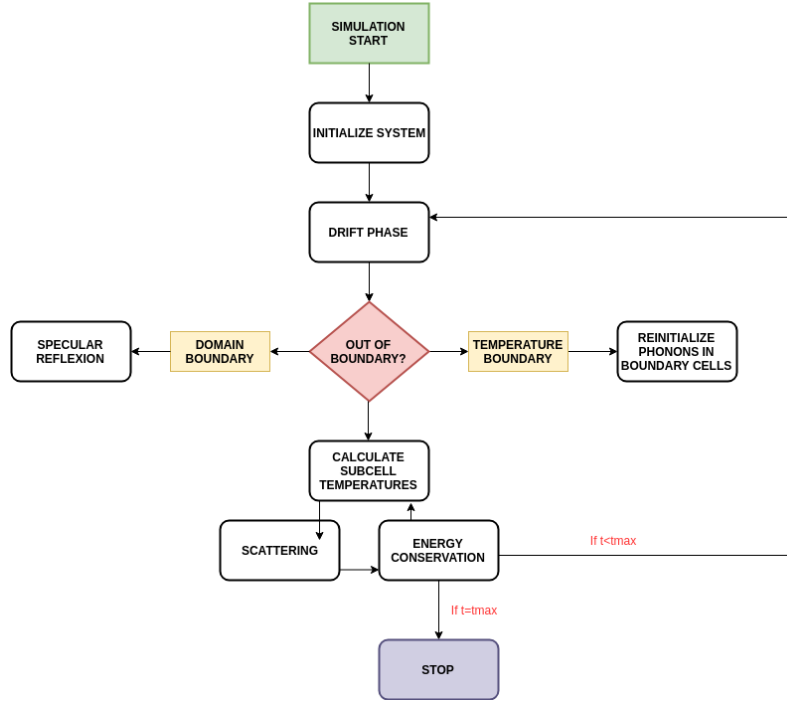 SIMULATION
START
INITIALIZE SYSTEM
DRIFT PHASE
SPECULAR
REFLEXION
DOMAIN
BOUNDARY
OUT OF
BOUNDARY?
TEMPERATURE
BOUNDARY
REINITIALIZE
PHONONS IN
BOUNDARY CELLS
CALCULATE
SUBCELL
TEMPERATURES
SCATTERING
ENERGY
CONSERVATION
If t<tmax
If t=tmax
STOP